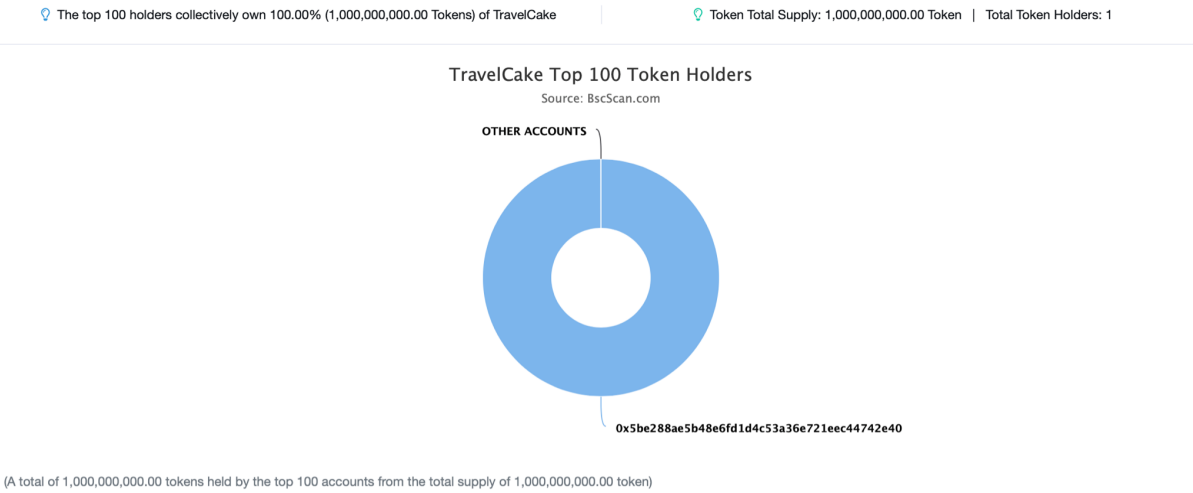 The top 100 holders collectively own 100.00% (1,000,000,000.00 Tokens) of TravelCake
Token Total Supply: 1,000,000,000.00 Token | Total Token Holders: 1
TravelCake Top 100 Token Holders
Source: BscScan.com
OTHER ACCOUNTS
0x5be288ae5b48e6fd1d4c53a36e721eec44742e40
(A total of 1,000,000,000.00 tokens held by the top 100 accounts from the total supply of 1,000,000,000.00 token)